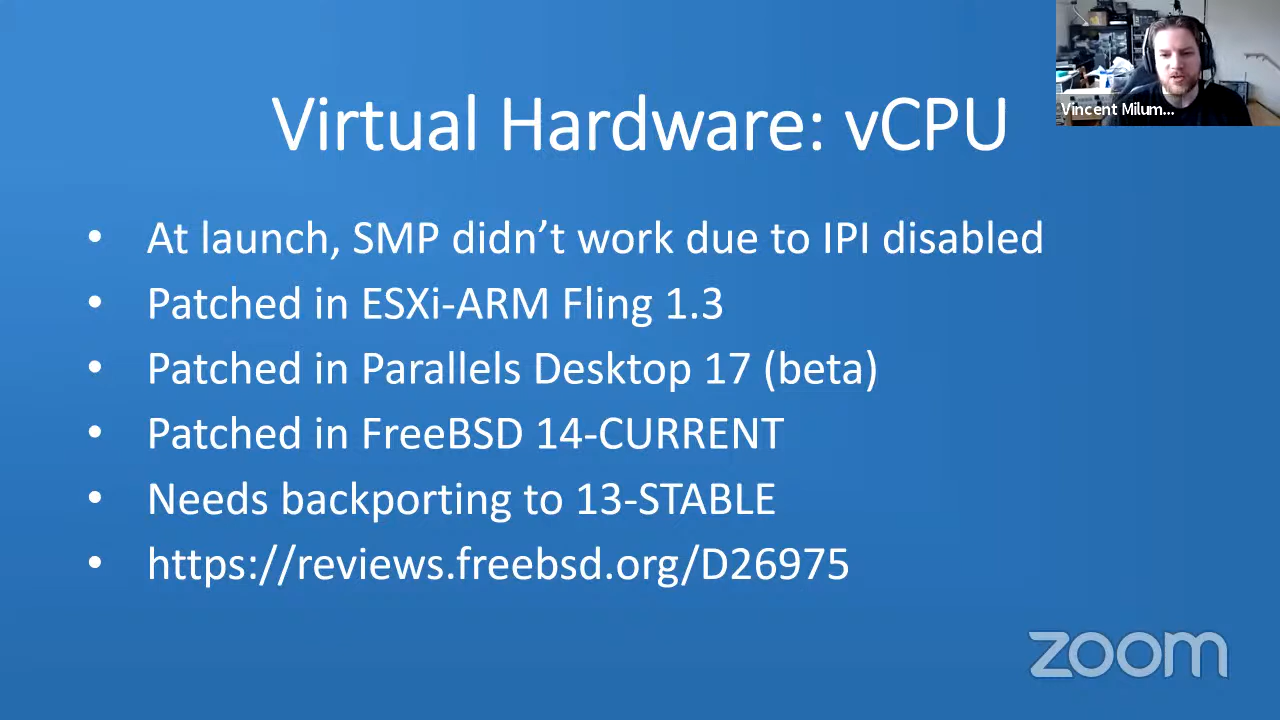 Virtual Hardware: vCPU
Vincent Milum...
• At launch, SMP didn’t work due to IPI disabled
• Patched in ESXi-ARM Fling 1.3
• Patched in Parallels Desktop 17 (beta)
• Patched in FreeBSD 14-CURRENT
• Needs backporting to 13-STABLE
• https://reviews.freebsd.org/D26975
zoom